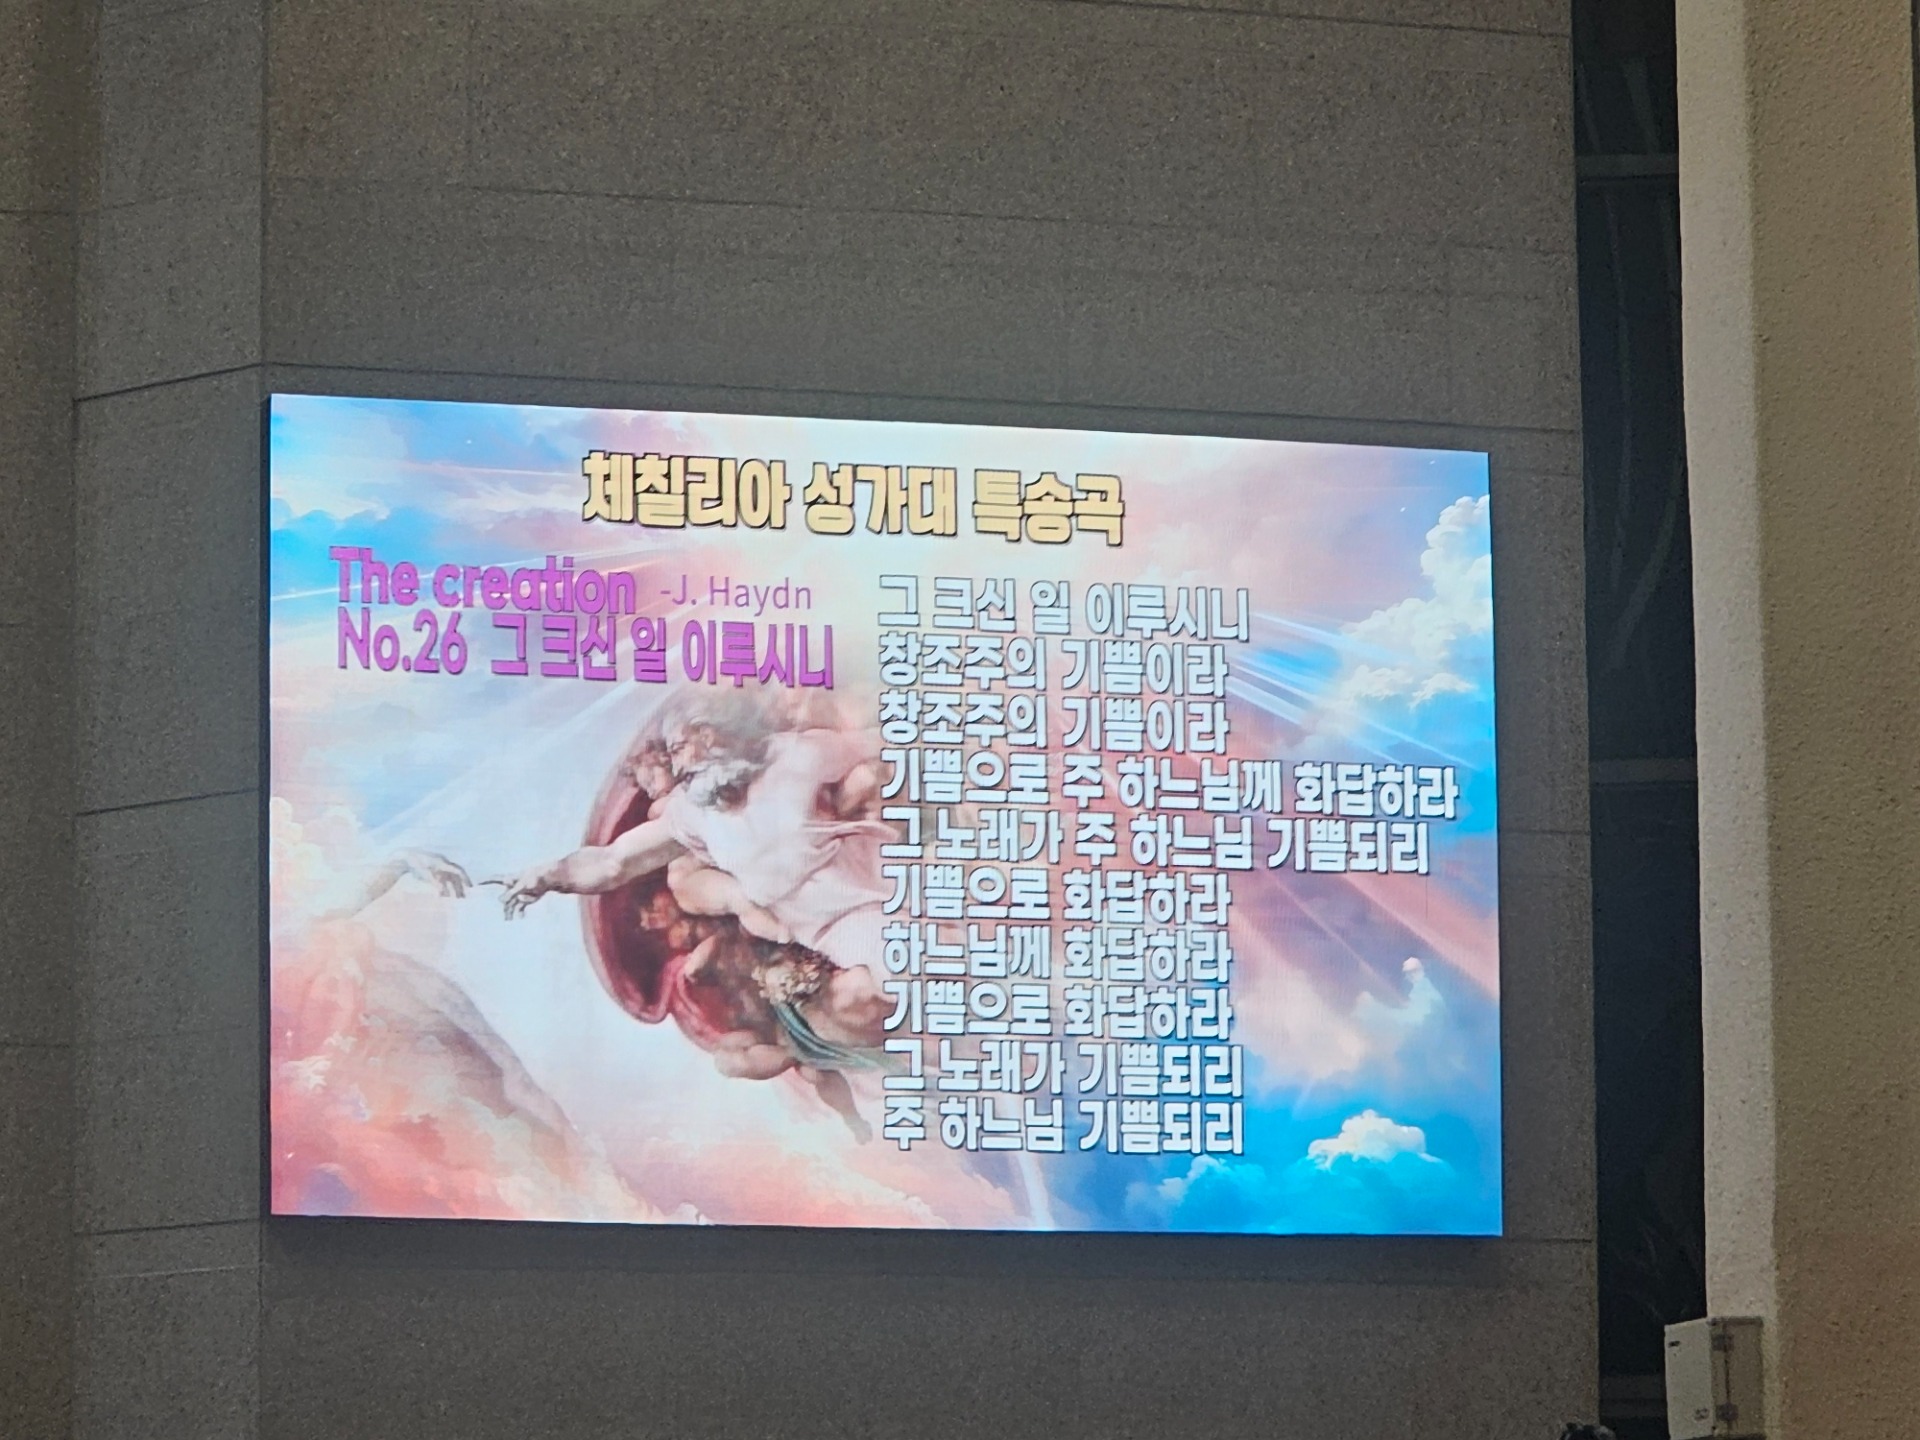 체칠리아 성가대 특송곡
The creation -J. Haydn
No.26 그 크신 일 이루시니
그 크신 일 이루시니
창조주의 기쁨이라
창조주의 기쁨이라
기쁨으로 주 하느님께 화답하라
그 노래가 주 하느님 기쁨되리
기쁨으로 화답하라
하느님께 화답하라
기쁨으로 화답하라
그 노래가 기쁨되리
주 하느님 기쁨되리